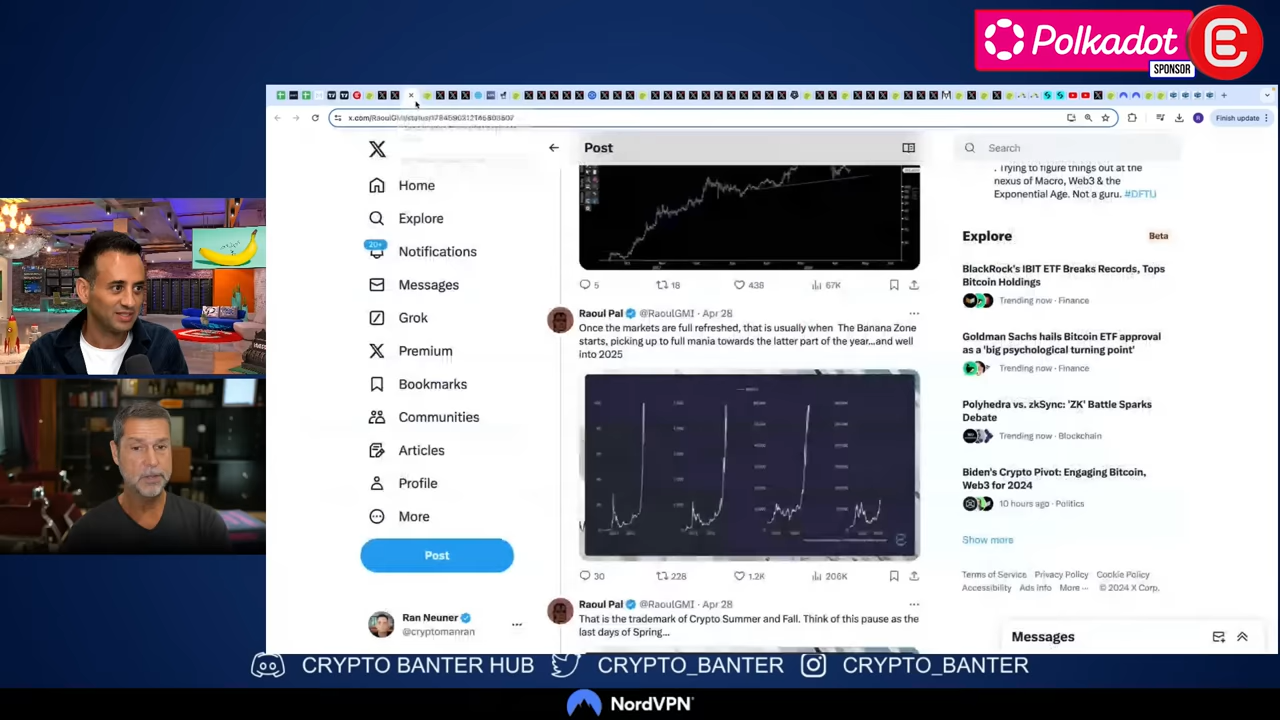 Polkadot
SPONSOR
Finish update
x.com/RaoulGMI/status/
Post
Search
Home
Explore
20+
Notifications
Messages
Grok
Premium
Bookmarks
Communities
Articles
Profile
More
Post
Ran Neuner
@cryptomanran
5
18
438
67K
Raoul Pal @RaoulGMI · Apr 28
Once the markets are full refreshed, that is usually when The Banana Zone
starts, picking up to full mania towards the latter part of the year...and well
into 2025
30
228
1.2K
206K
Raoul Pal @RaoulGMI · Apr 28
That is the trademark of Crypto Summer and Fall. Think of this pause as the
last days of Spring...
. Trying to figure things out at the
nexus of Macro, Web3 & the
Exponential Age. Not a guru. #DFTU
Explore
Beta
BlackRock's IBIT ETF Breaks Records, Tops
Bitcoin Holdings
Trending now · Finance
Goldman Sachs hails Bitcoin ETF approval
as a 'big psychological turning point'
Trending now · Finance
Polyhedra vs. zkSync: 'ZK' Battle Sparks
Debate
Trending now · Blockchain
Biden's Crypto Pivot: Engaging Bitcoin,
Web3 for 2024
10 hours ago · Politics
Show more
Terms of Service Privacy Policy Cookie Policy
Accessibility Ads info More ··· © 2024 X Corp.
Messages
CRYPTO BANTER HUB
CRYPTO_BANTER
CRYPTO_BANTER
NordVPN